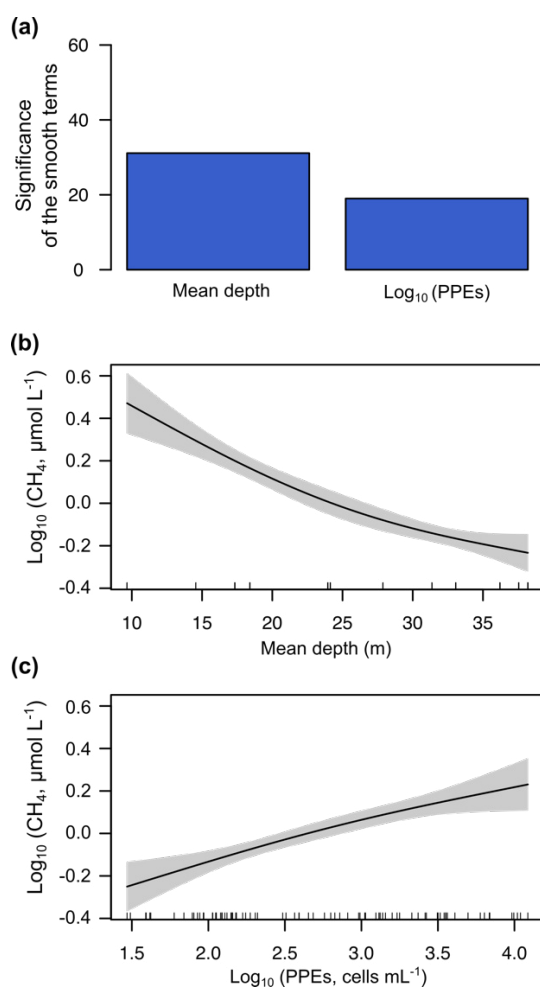 (a)
Significance
of the smooth terms
60
40
20
0
Mean depth
Log₁₀ (PPEs)
(b)
Log₁₀ (CH₄, µmol L⁻¹)
0.6
0.4
0.2
0.0
-0.2
-0.4
10 15 20 25 30 35
Mean depth (m)
(c)
Log₁₀ (CH₄, µmol L⁻¹)
0.6
0.4
0.2
0.0
-0.2
-0.4
1.5 2.0 2.5 3.0 3.5 4.0
Log₁₀ (PPEs, cells mL⁻¹)